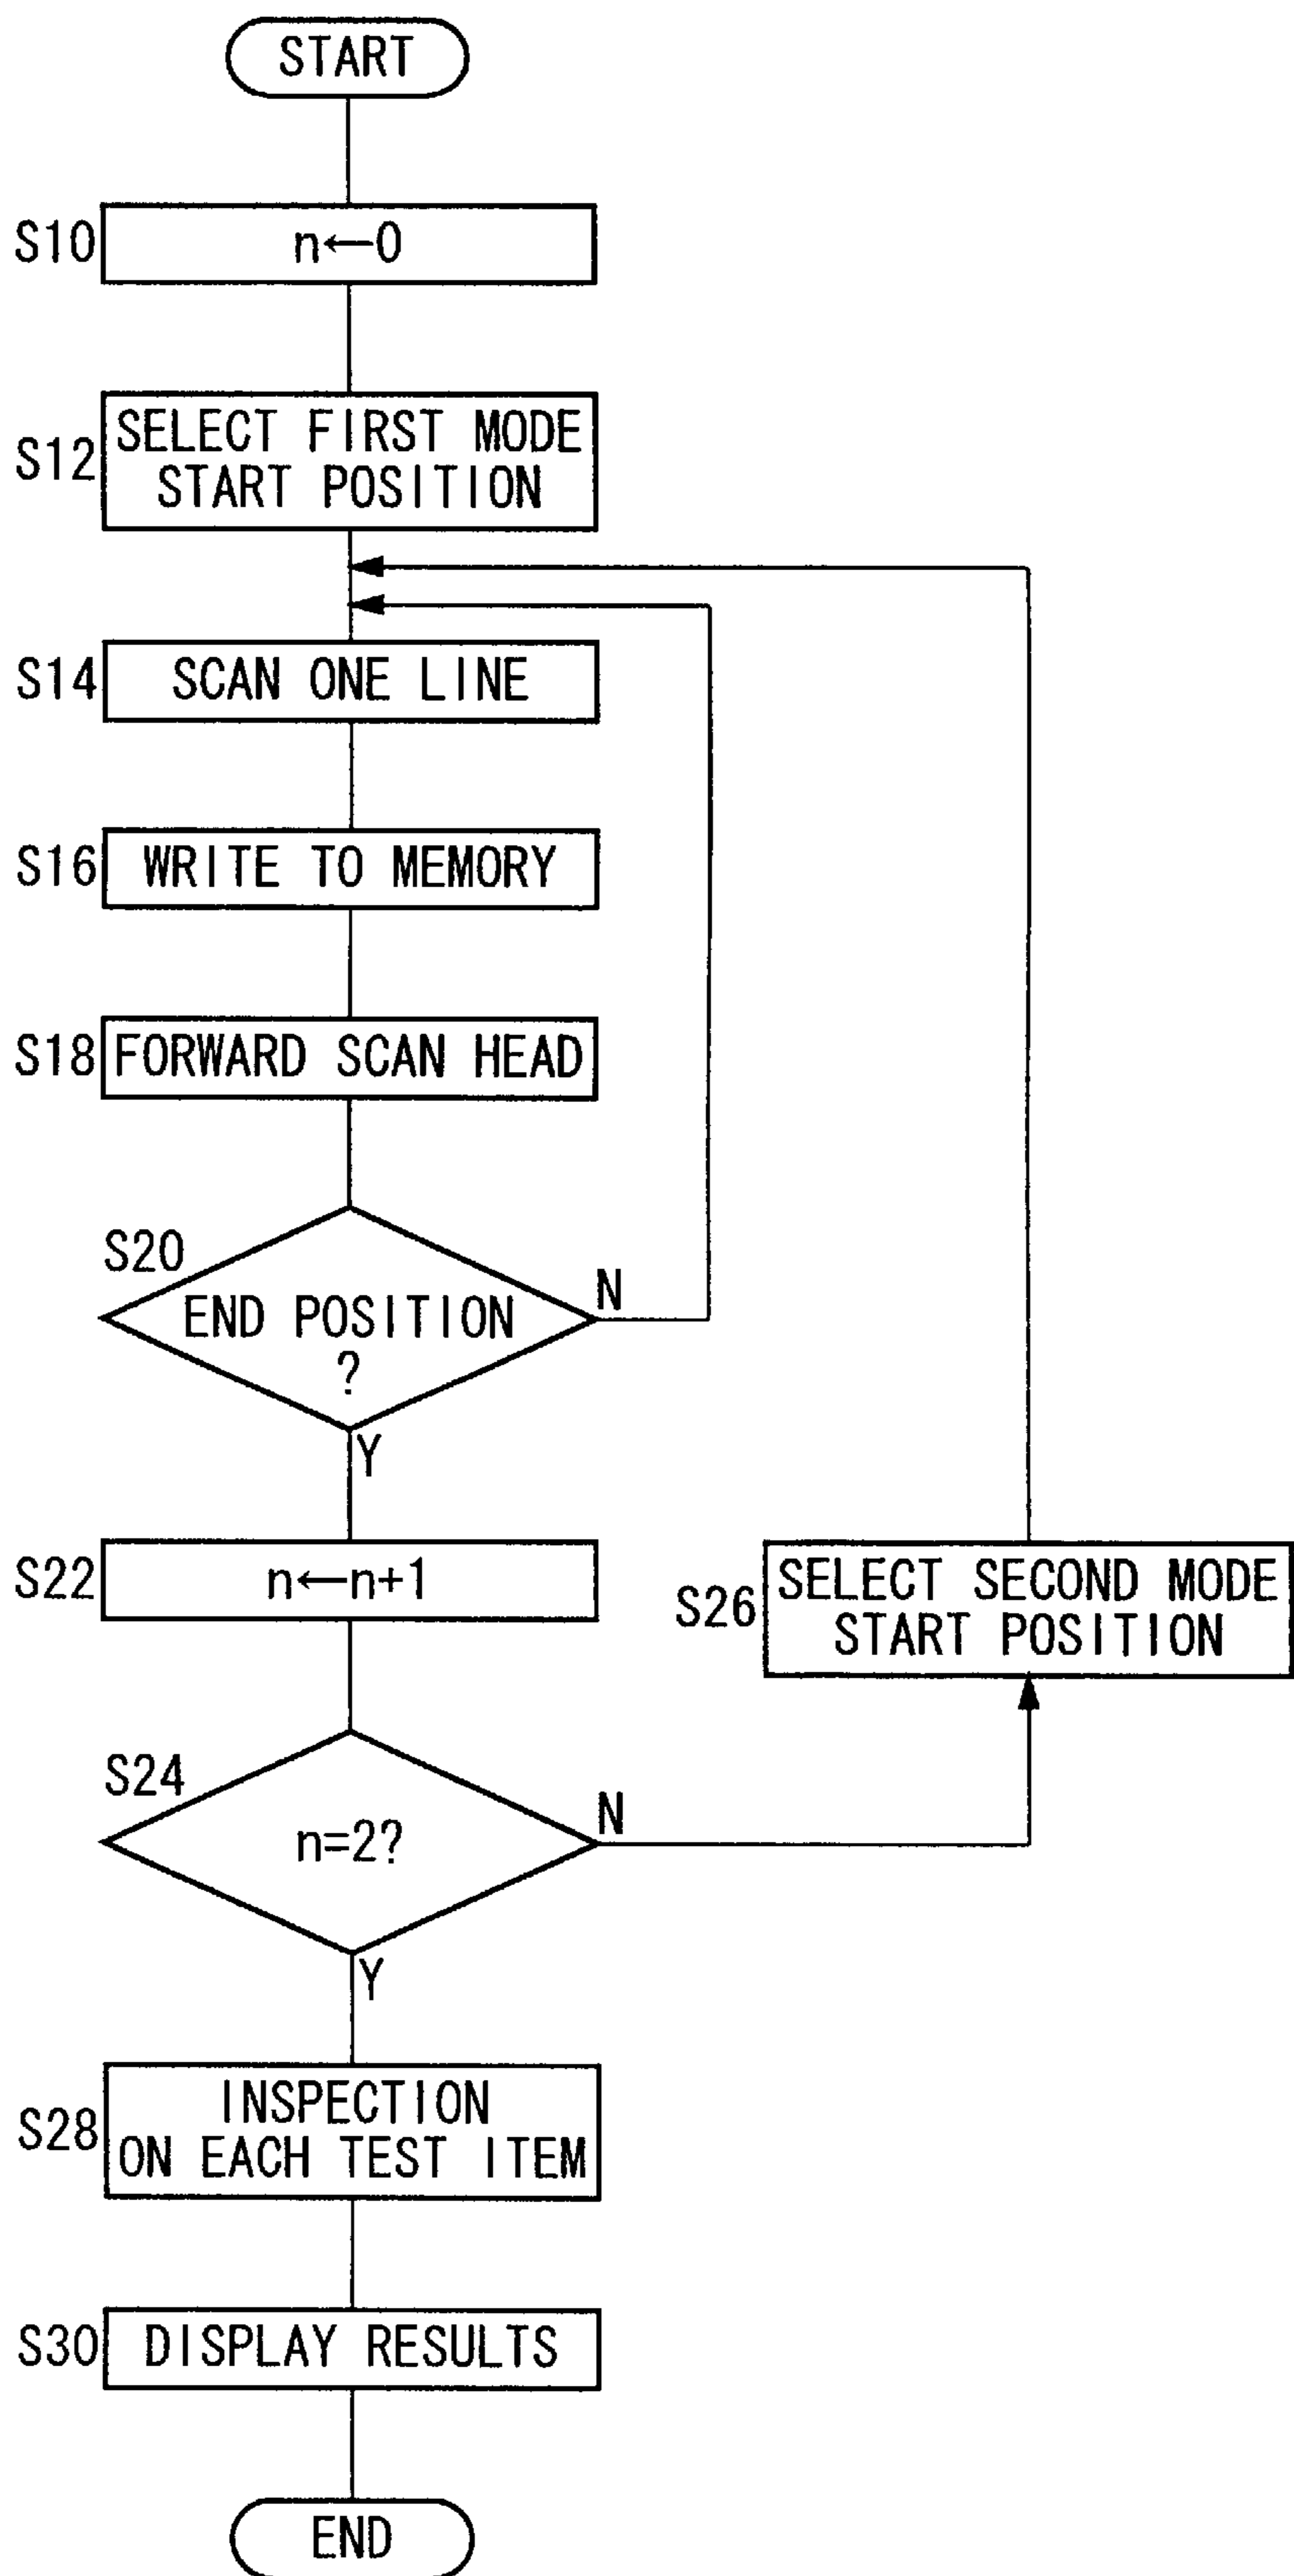 START
S10
n←0
S12
SELECT FIRST MODE
START POSITION
S14
SCAN ONE LINE
S16
WRITE TO MEMORY
S18
FORWARD SCAN HEAD
S20
END POSITION
?
N
Y
S22
n←n+1
S26
SELECT SECOND MODE
START POSITION
S24
n=2?
N
Y
S28
INSPECTION
ON EACH TEST ITEM
S30
DISPLAY RESULTS
END